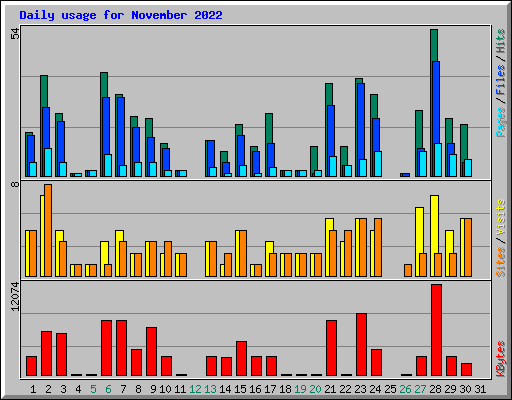 Daily usage for November 2022
54
Pages / Files / Hits
8
Sites / Visits
12074
KBytes
1 2 3 4 5 6 7 8 9 10 11 12 13 14 15 16 17 18 19 20 21 22 23 24 25 26 27 28 29 30 31